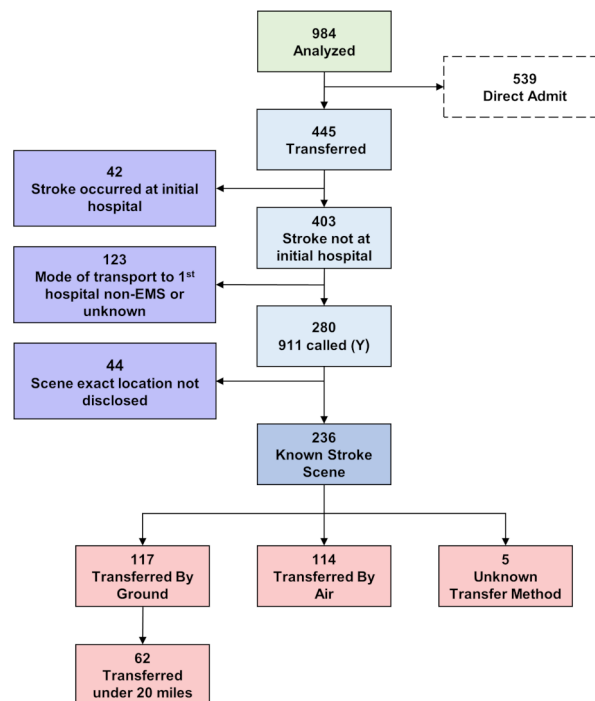 984
Analyzed
539
Direct Admit
445
Transferred
42
Stroke occurred at initial
hospital
403
Stroke not at
initial hospital
123
Mode of transport to 1st
hospital non-EMS or
unknown
280
911 called (Y)
44
Scene exact location not
disclosed
236
Known Stroke
Scene
117
Transferred By
Ground
114
Transferred By
Air
5
Unknown
Transfer Method
62
Transferred
under 20 miles